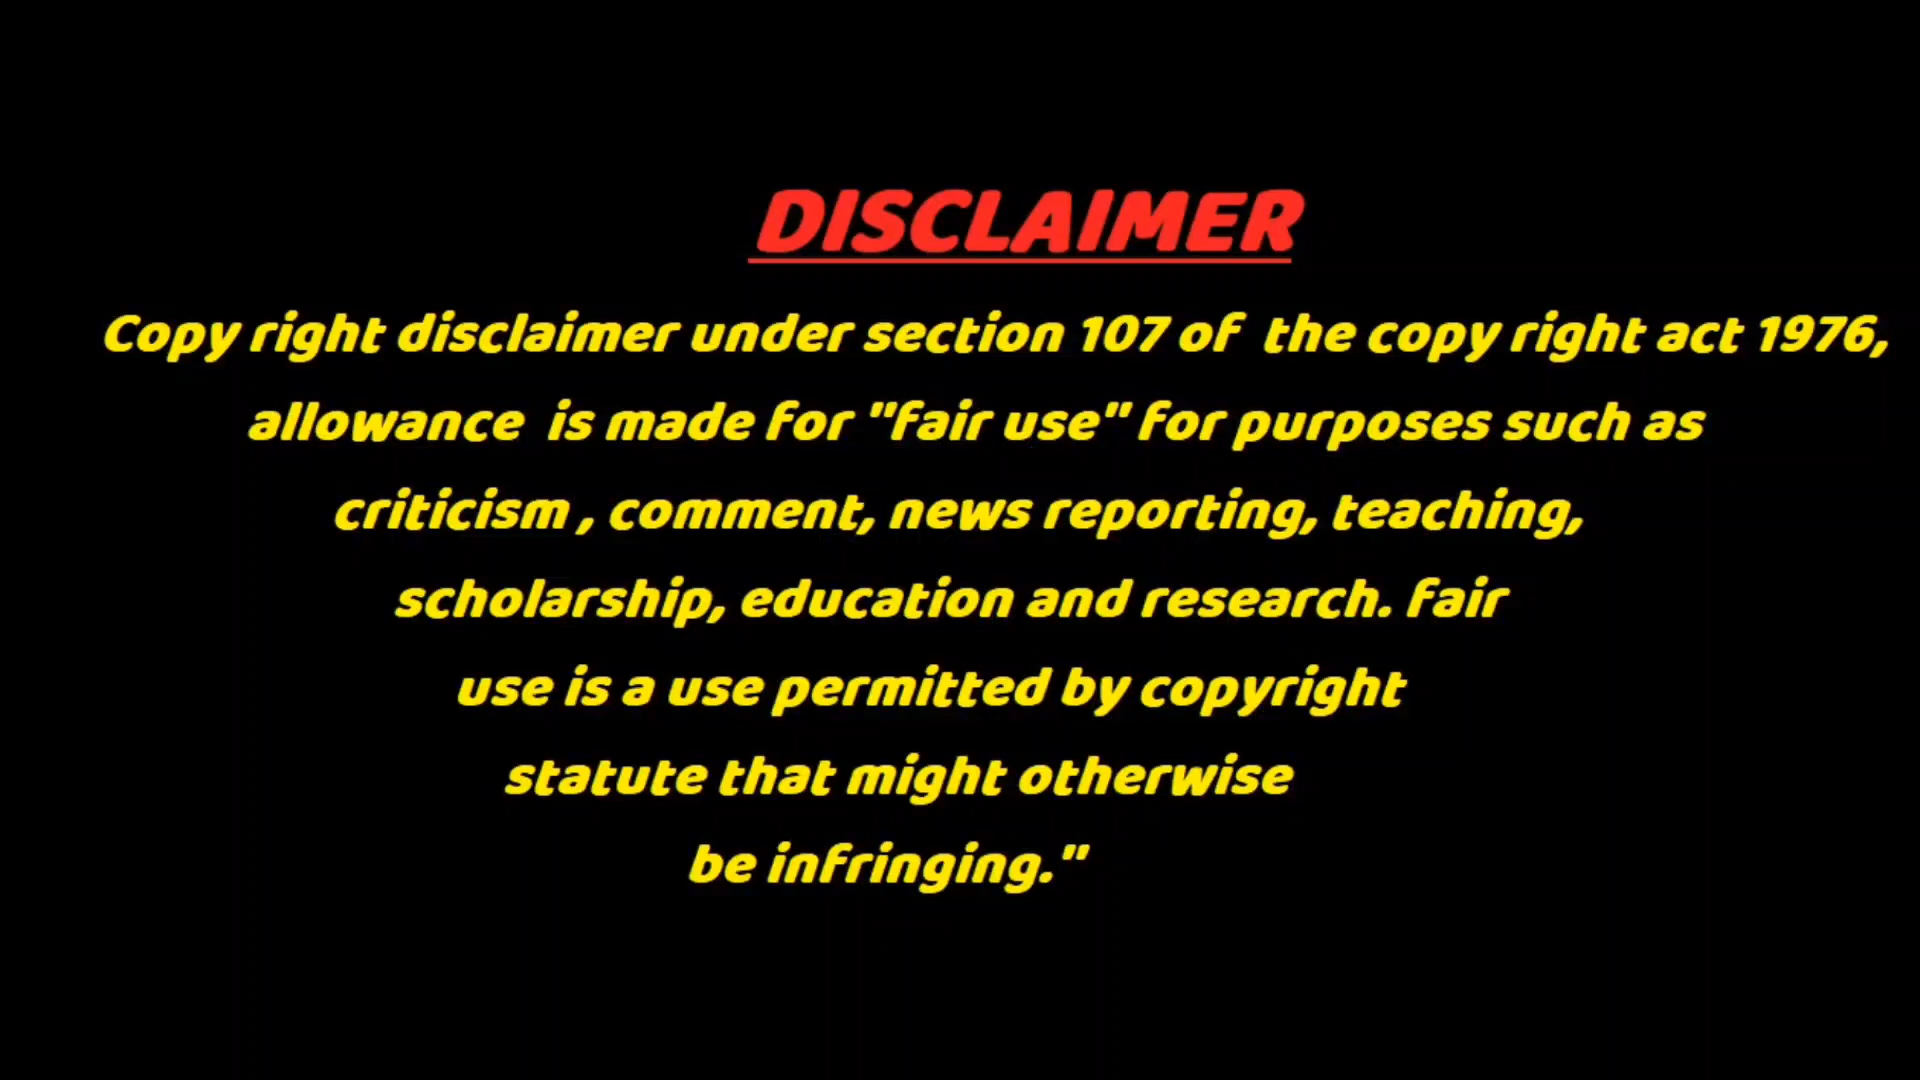 DISCLAIMER
Copy right disclaimer under section 107 of the copy right act 1976,
allowance is made for "fair use" for purposes such as
criticism , comment, news reporting, teaching,
scholarship, education and research. Fair
use is a use permitted by copyright
statute that might otherwise
be infringing."